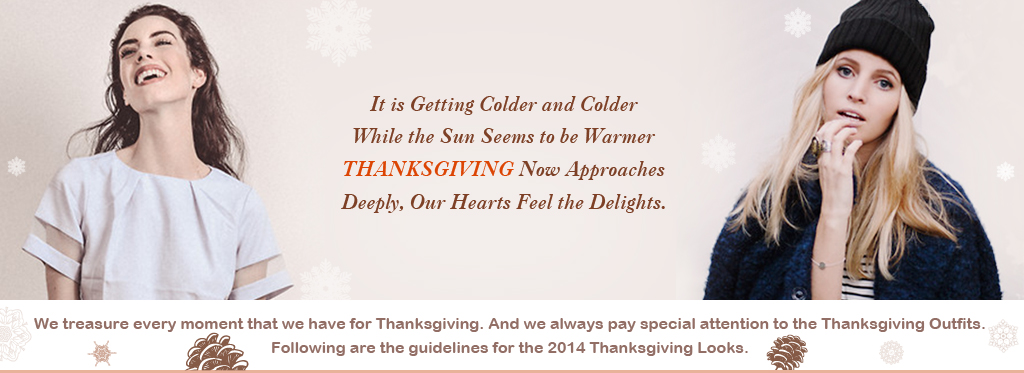 It is Getting Colder and Colder
While the Sun Seems to be Warmer
THANKSGIVING Now Approaches
Deeply, Our Hearts Feel the Delights.
We treasure every moment that we have for Thanksgiving. And we always pay special attention to the Thanksgiving Outfits.
Following are the guidelines for the 2014 Thanksgiving Looks.